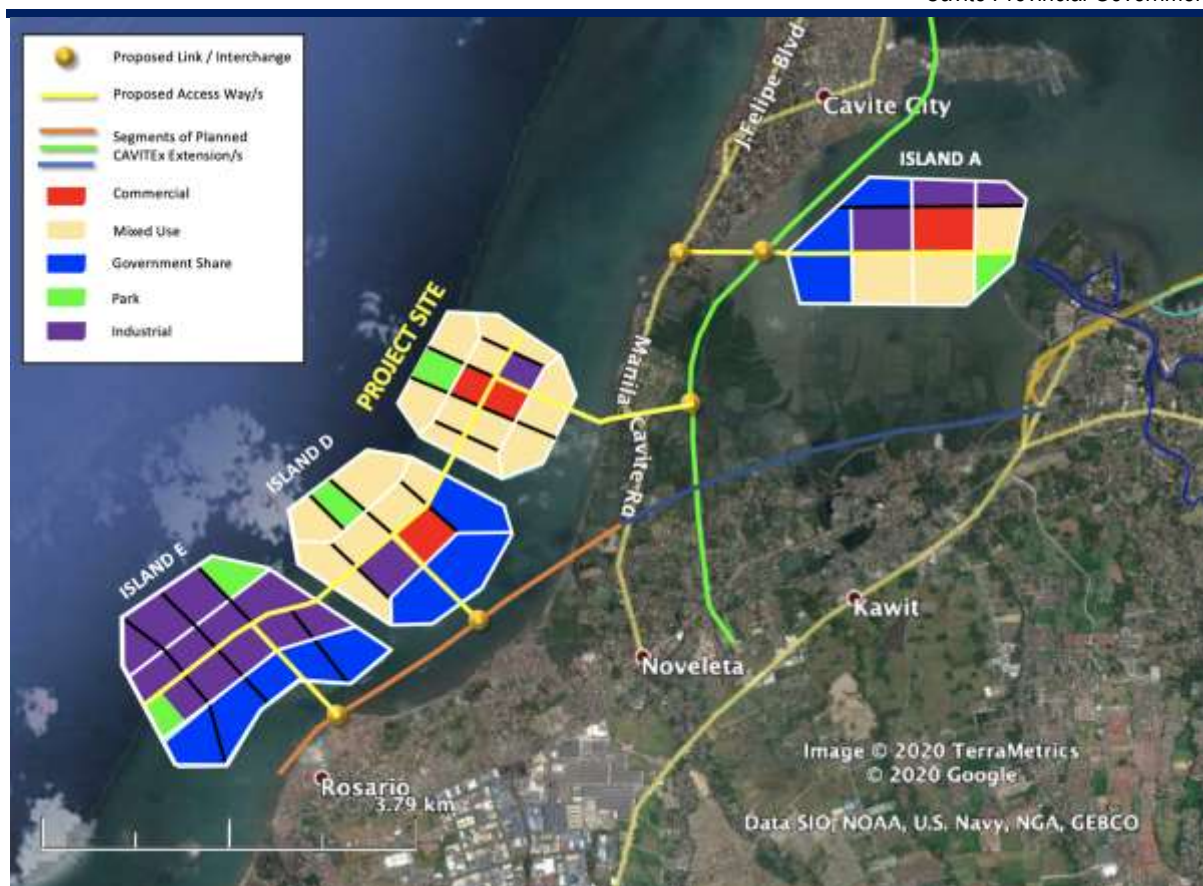 Cavite Provincial Government
Proposed Link / Interchange
Proposed Access Way/s
Segments of Planned
CAVITEx Extension/s
Commercial
Mixed Use
Government Share
Park
Industrial
J.Felipe Blvd
Cavite City
ISLAND A
PROJECT SITE
Manila Cavite Rd
ISLAND D
ISLAND E
Kawit
Noveleta
Rosario
3.79 km
Image © 2020 TerraMetrics
© 2020 Google
Data SIO, NOAA, U.S. Navy, NGA, GEBCO